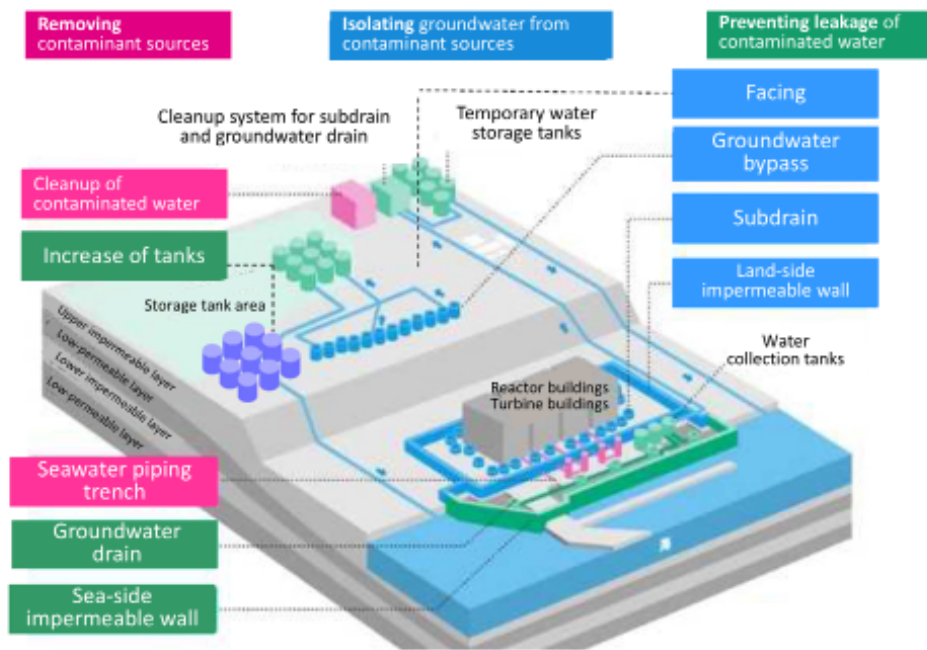 Removing
contaminant sources
Isolating groundwater from
contaminant sources
Preventing leakage of
contaminated water
Facing
Cleanup system for subdrain
and groundwater drain
Temporary water
storage tanks
Groundwater
bypass
Cleanup of
contaminated water
Subdrain
Increase of tanks
Land-side
impermeable wall
Storage tank area
Upper impermeable layer
Low-permeable layer
Lower impermeable layer
Low-permeable layer
Water
collection tanks
Reactor buildings
Turbine buildings
Seawater piping
trench
Groundwater
drain
Sea-side
impermeable wall